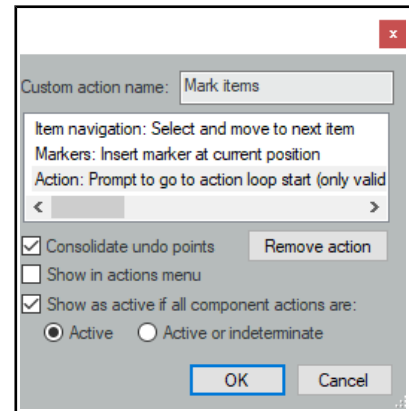 x
Custom action name: Mark items
Item navigation: Select and move to next item
Markers: Insert marker at current position
Action: Prompt to go to action loop start (only valid
Consolidate undo points Remove action
Show in actions menu
Show as active if all component actions are:
Active Active or indeterminate
OK Cancel